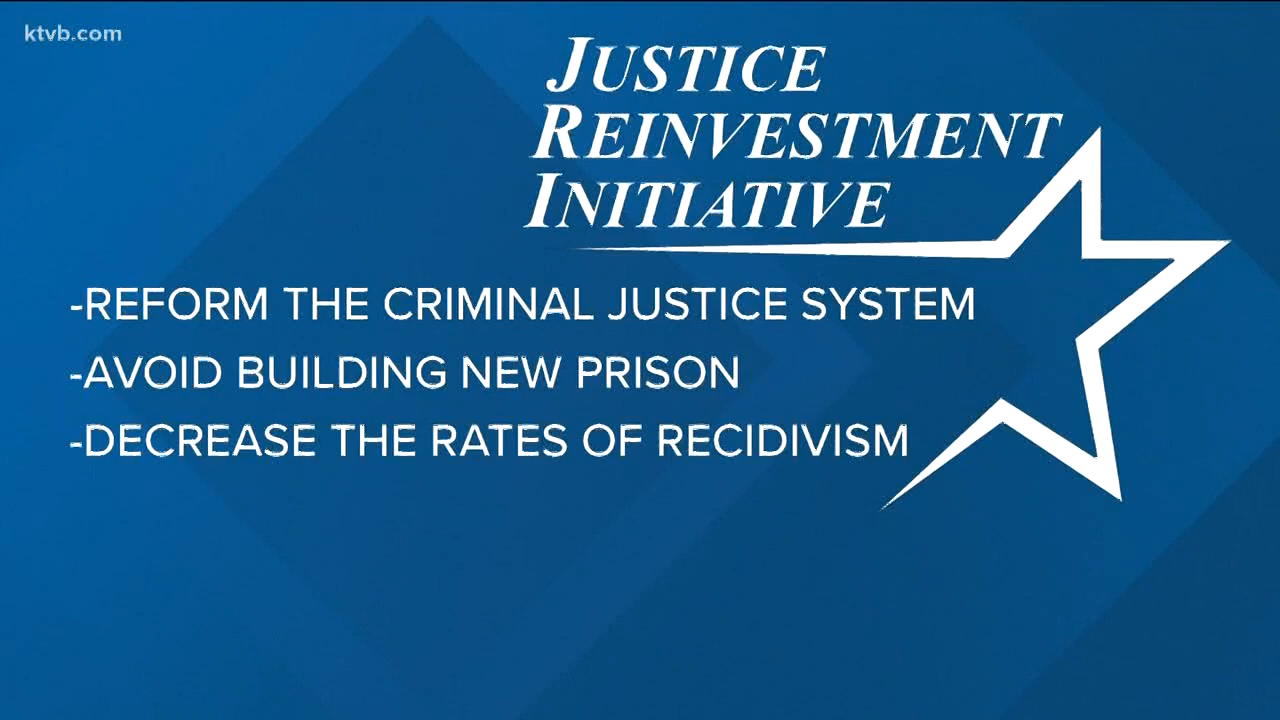 ktvb.com
JUSTICE
REINVESTMENT
INITIATIVE
-REFORM THE CRIMINAL JUSTICE SYSTEM
-AVOID BUILDING NEW PRISON
-DECREASE THE RATES OF RECIDIVISM